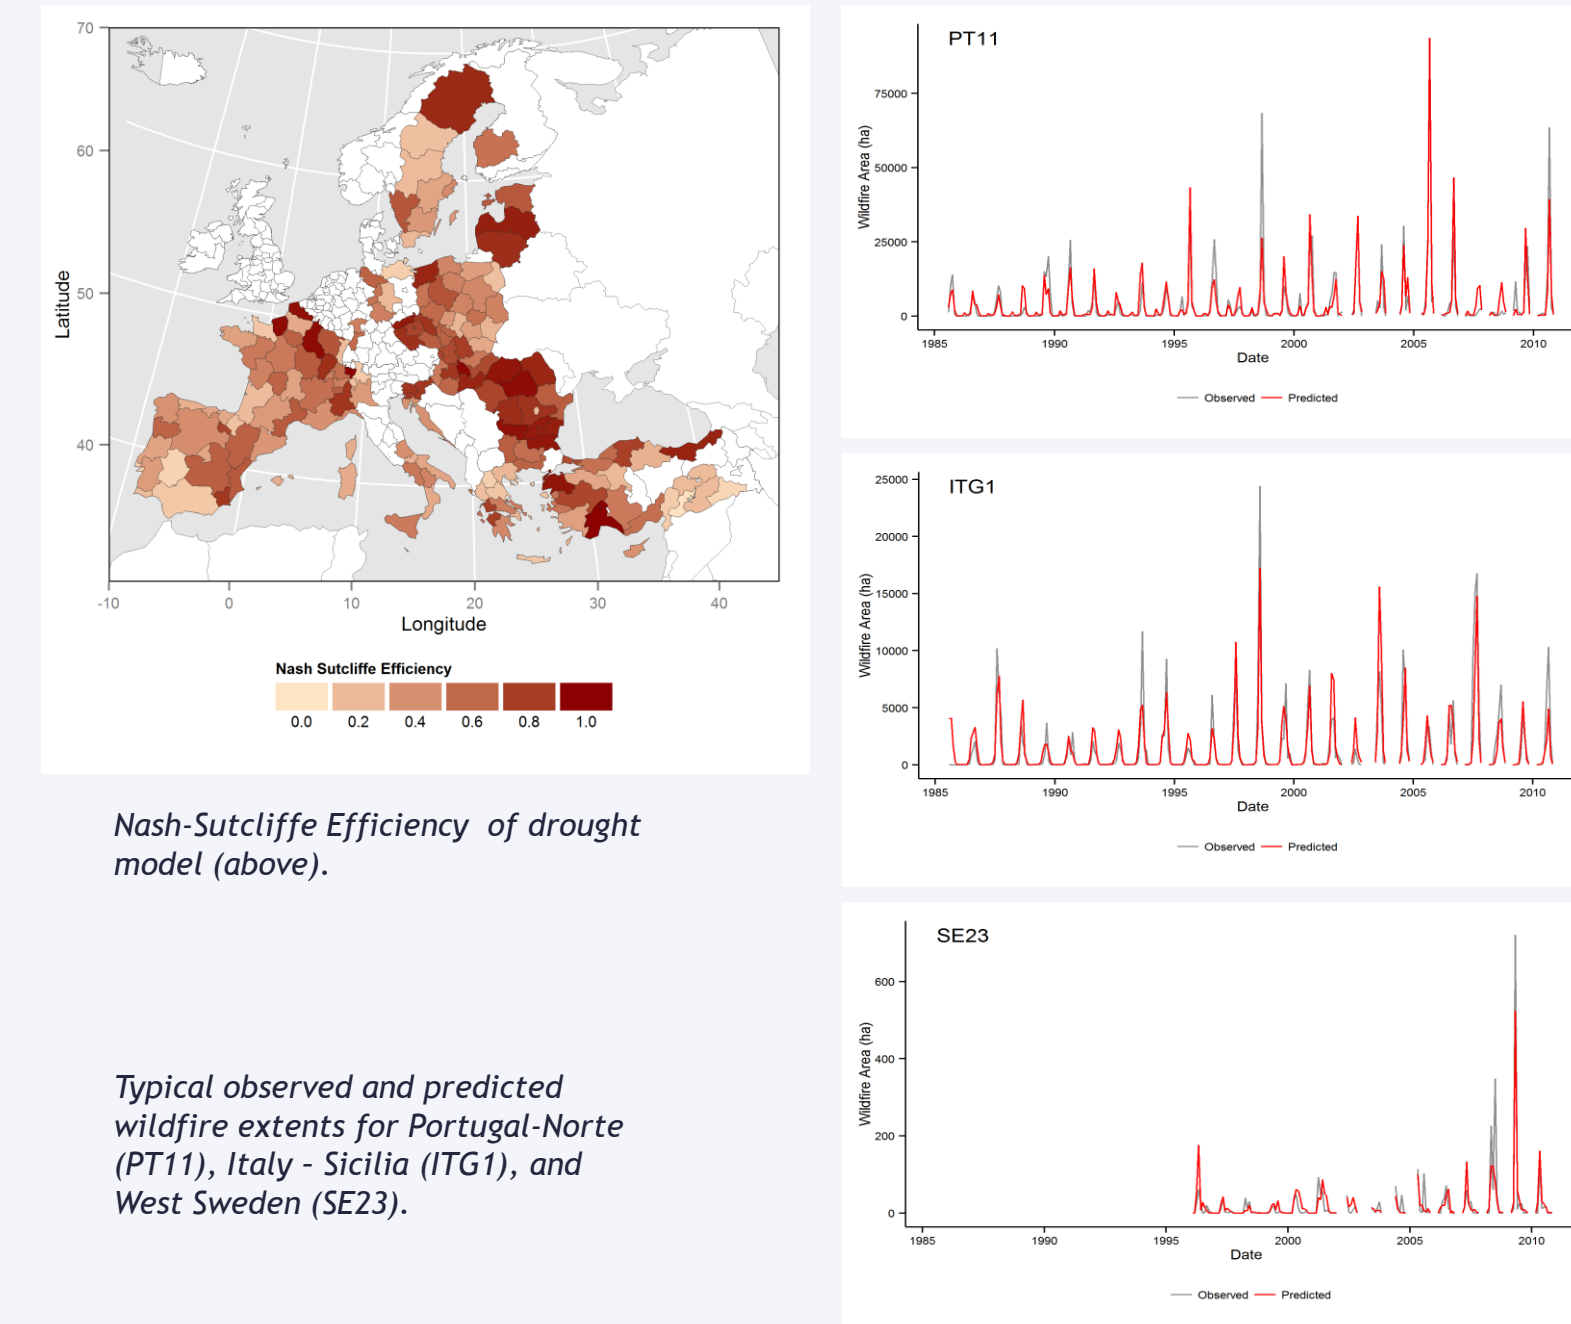 70
60
50
40
Latitude
-10
0
10
20
30
40
Longitude
Nash Sutcliffe Efficiency
0.0
0.2
0.4
0.6
0.8
1.0
Nash-Sutcliffe Efficiency of drought
model (above).
Typical observed and predicted
wildfire extents for Portugal-Norte
(PT11), Italy – Sicilia (ITG1), and
West Sweden (SE23).
PT11
Wildfire Area (ha)
75000
50000
25000
0
1985
1990
1995
2000
2005
2010
Date
Observed
Predicted
ITG1
Wildfire Area (ha)
25000
20000
15000
10000
5000
0
1985
1990
1995
2000
2005
2010
Date
Observed
Predicted
SE23
Wildfire Area (ha)
600
400
200
0
1985
1990
1995
2000
2005
2010
Date
Observed
Predicted